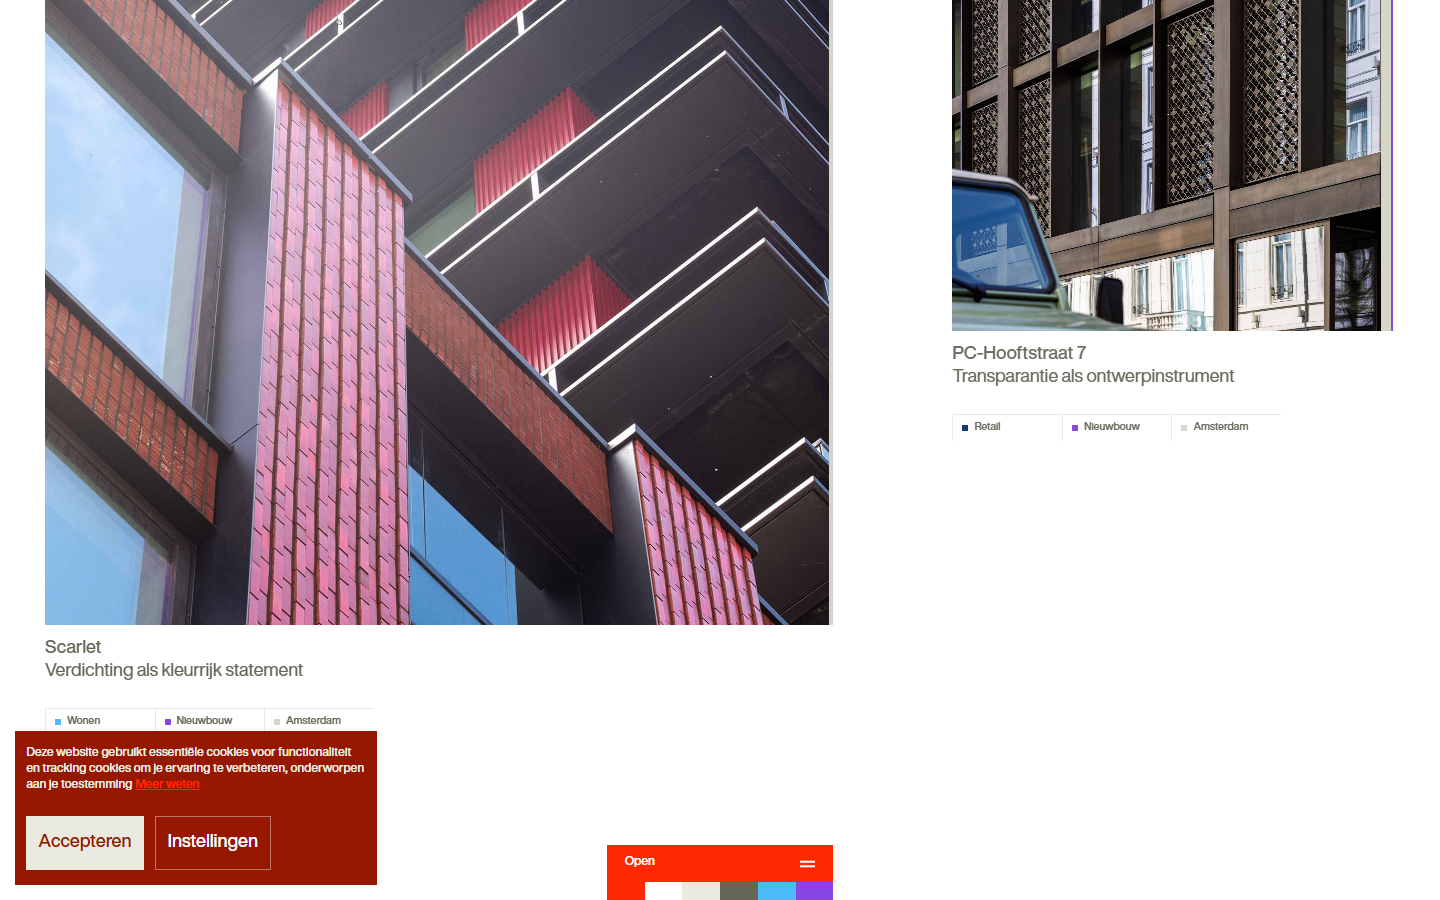 PC-Hooftstraat 7
Transparantie als ontwerpinstrument
Retail
Nieuwbouw
Amsterdam
Scarlet
Verdichting als kleurrijk statement
Wonen
Nieuwbouw
Amsterdam
Deze website gebruikt essentiële cookies voor functionaliteit
en tracking cookies om je ervaring te verbeteren, onderworpen
aan je toestemming Meer weten
Accepteren
Instellingen
Open